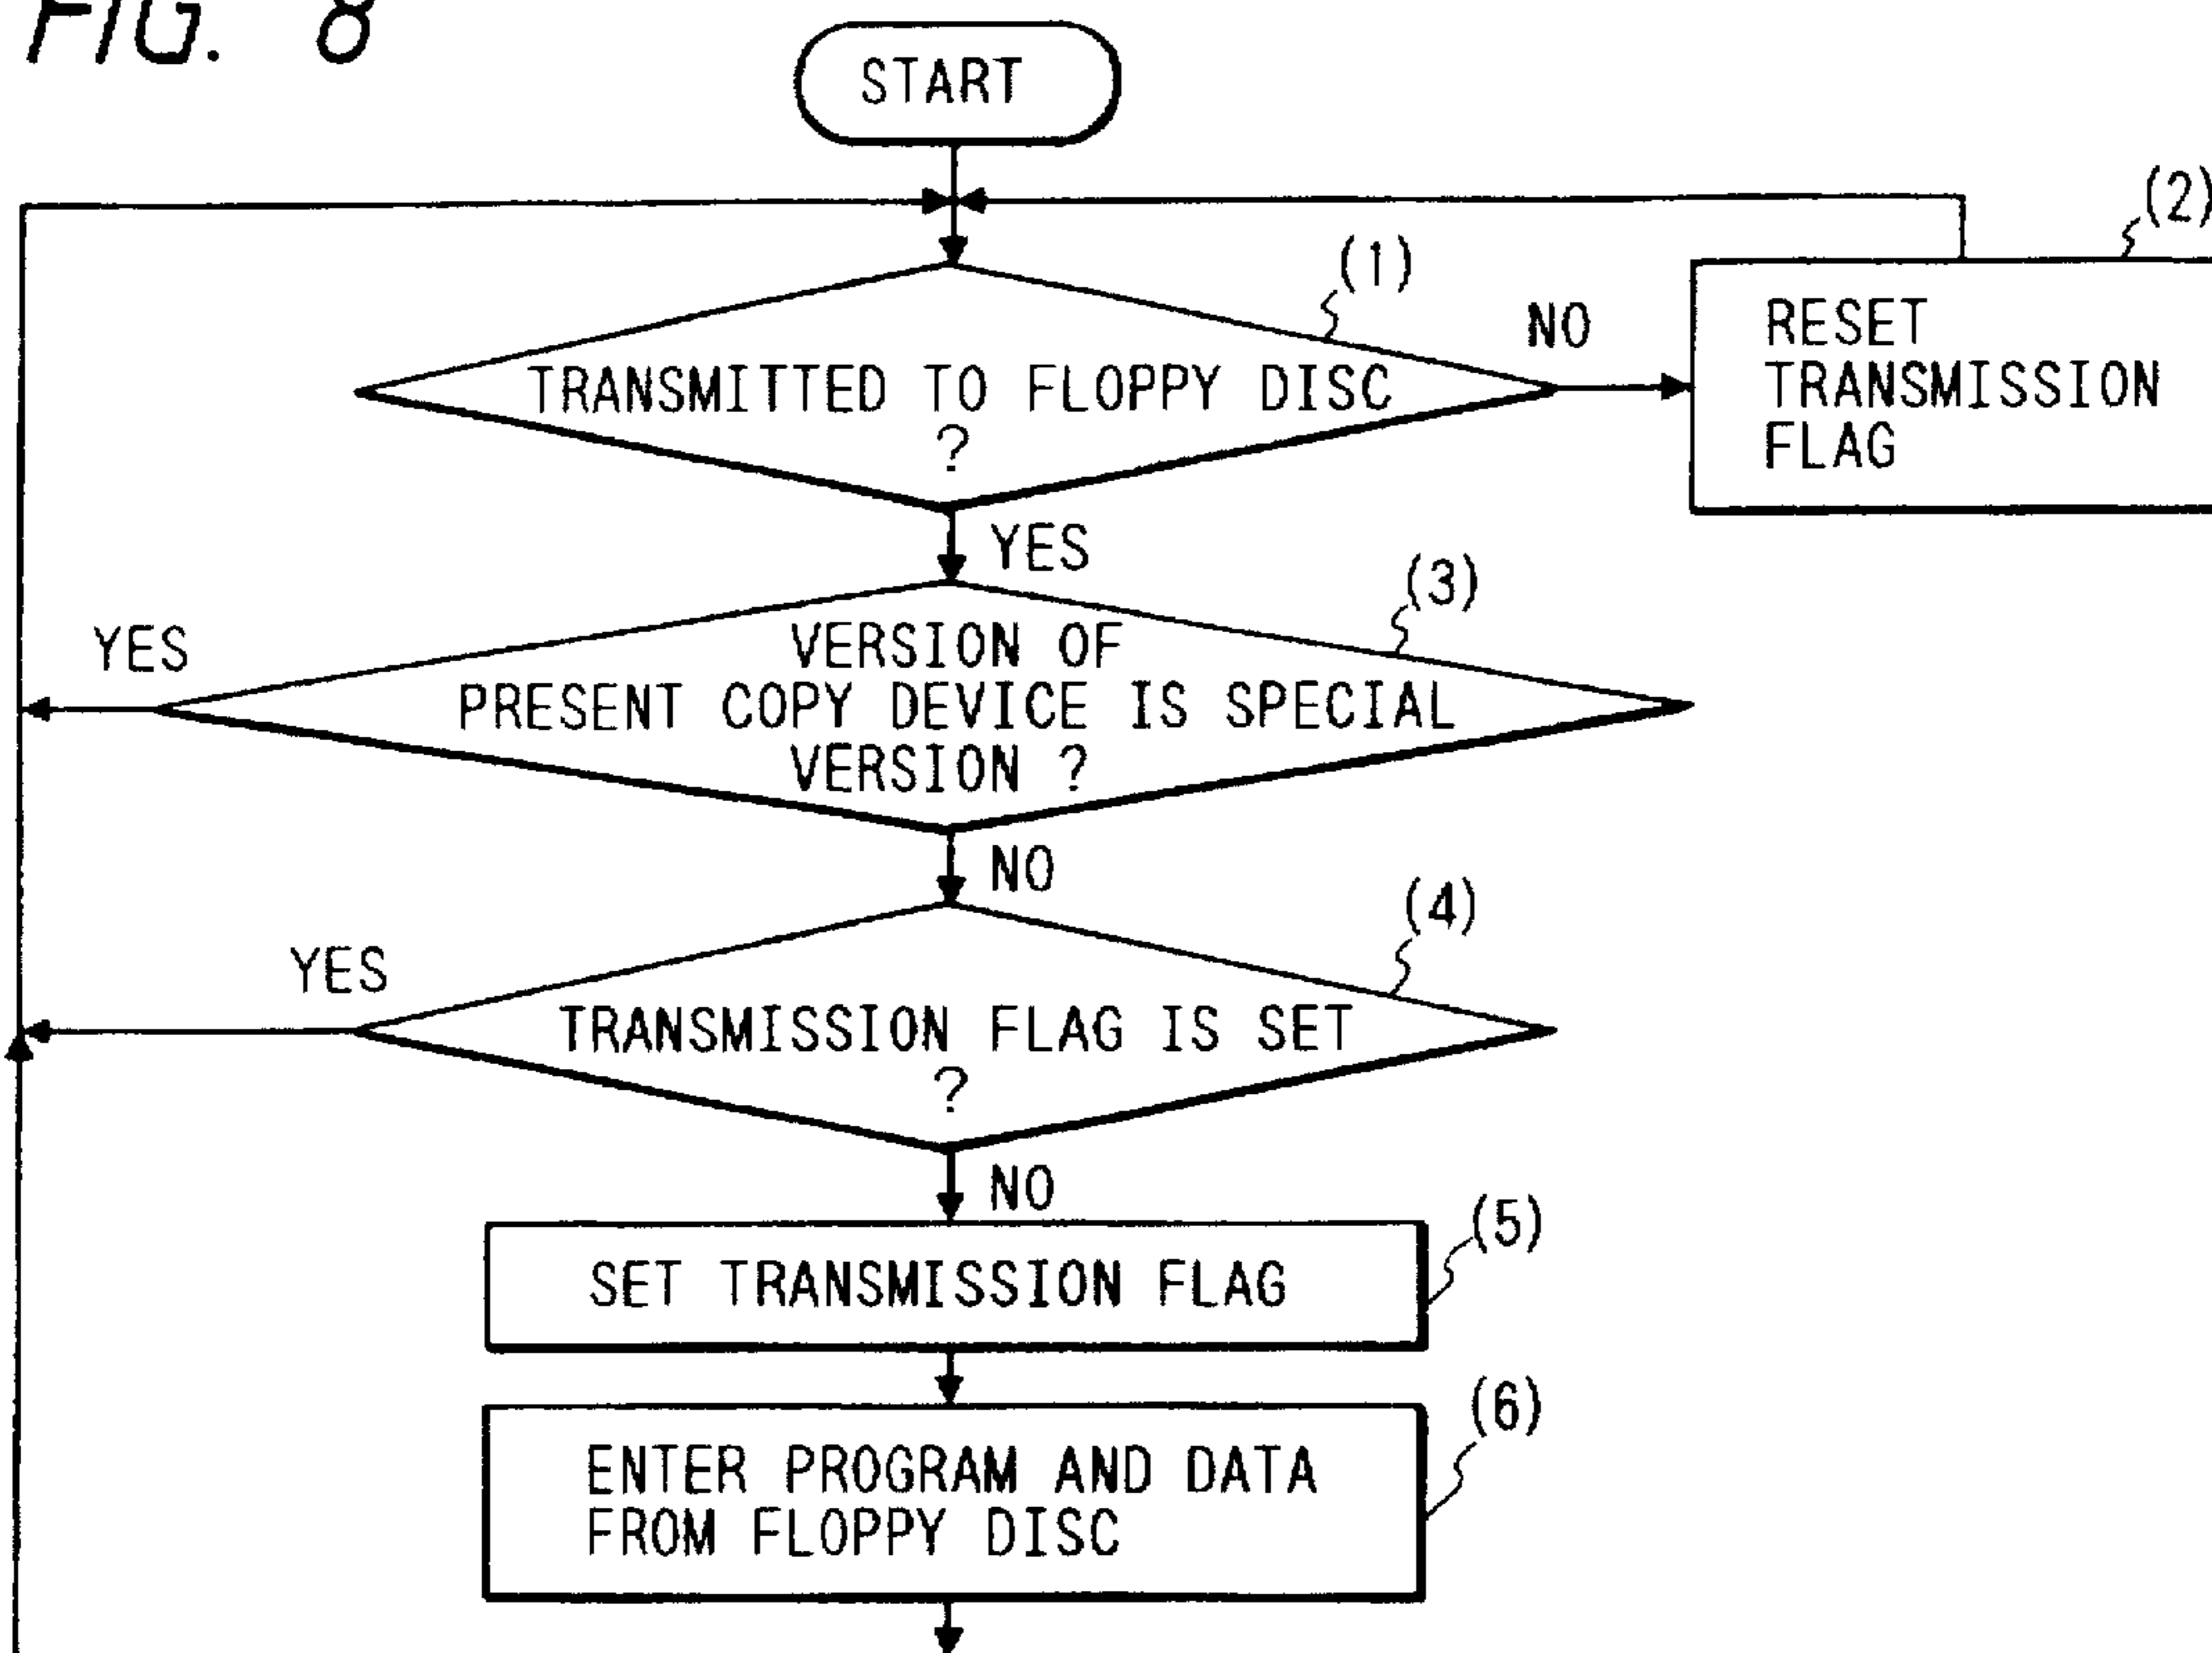 FIG. 8
START
(1)
TRANSMITTED TO FLOPPY DISC
?
NO
(2)
RESET
TRANSMISSION
FLAG
YES
(3)
VERSION OF
PRESENT COPY DEVICE IS SPECIAL
VERSION ?
YES
NO
(4)
TRANSMISSION FLAG IS SET
?
YES
NO
(5)
SET TRANSMISSION FLAG
(6)
ENTER PROGRAM AND DATA
FROM FLOPPY DISC